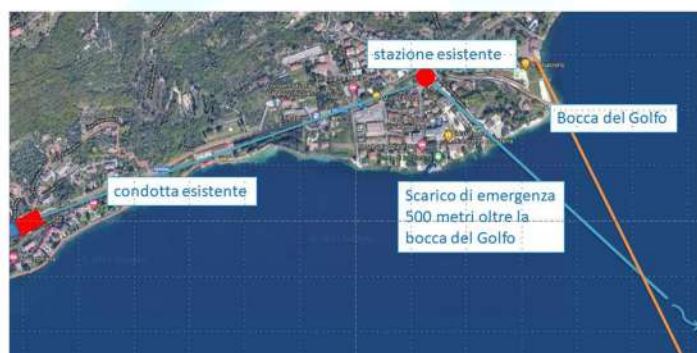 stazione esistente
Bocca del Golfo
condotta esistente
Scarico di emergenza
500 metri oltre la
bocca del Golfo